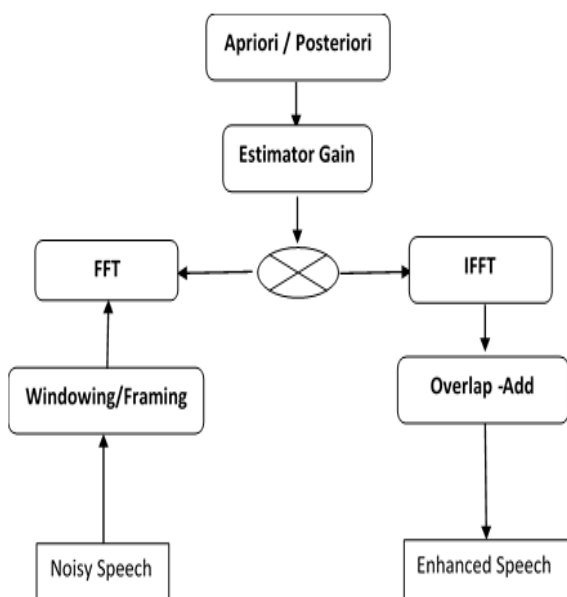 Apriori / Posteriori
Estimator Gain
FFT
IFFT
Windowing/Framing
Overlap -Add
Noisy Speech
Enhanced Speech